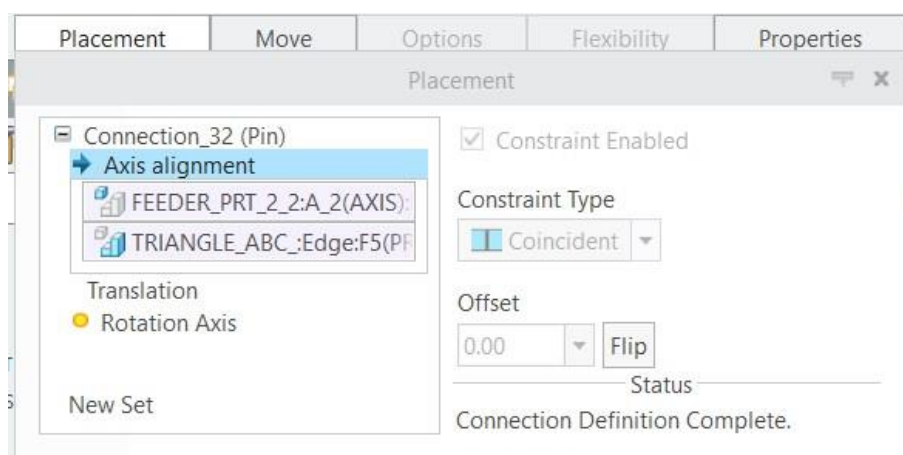 Placement Move Options Flexibility Properties
Placement
Connection_32 (Pin)
Axis alignment
FEEDER_PRT_2_2:A_2(AXIS):
TRIANGLE_ABC_:Edge:F5(PR
Translation
Rotation Axis
New Set
Constraint Enabled
Constraint Type
Coincident
Offset
0.00 Flip
Status
Connection Definition Complete.